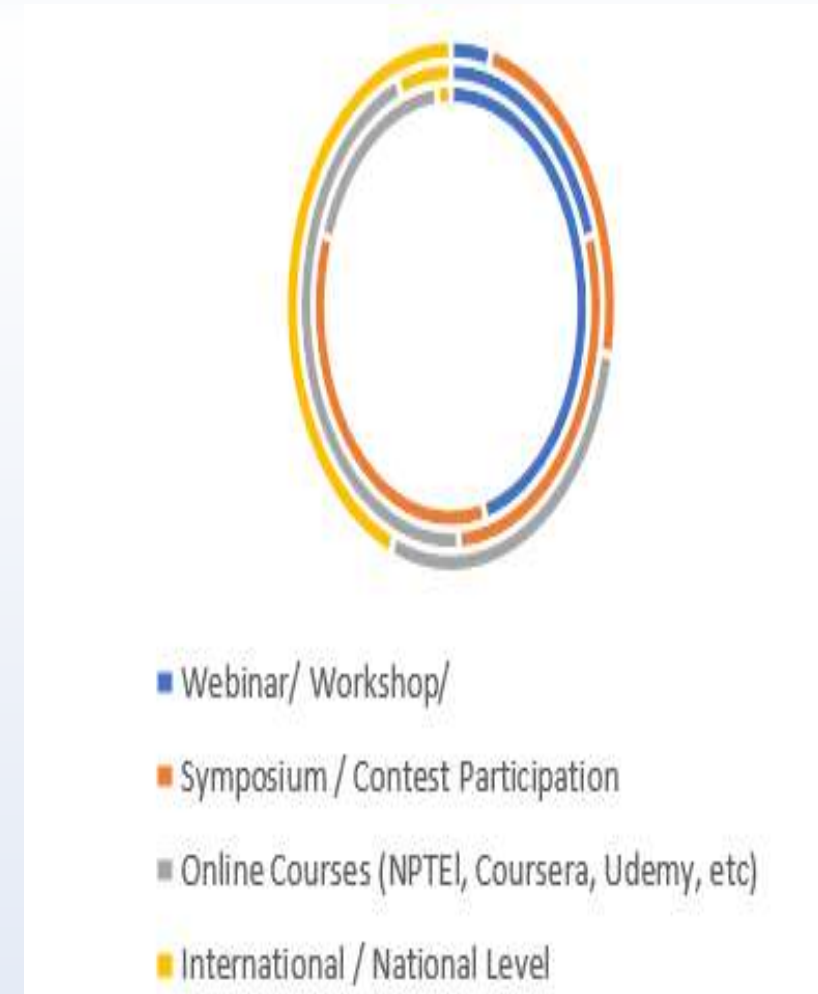 Webinar/ Workshop/
Symposium / Contest Participation
Online Courses (NPTEl, Coursera, Udemy, etc)
International / National Level